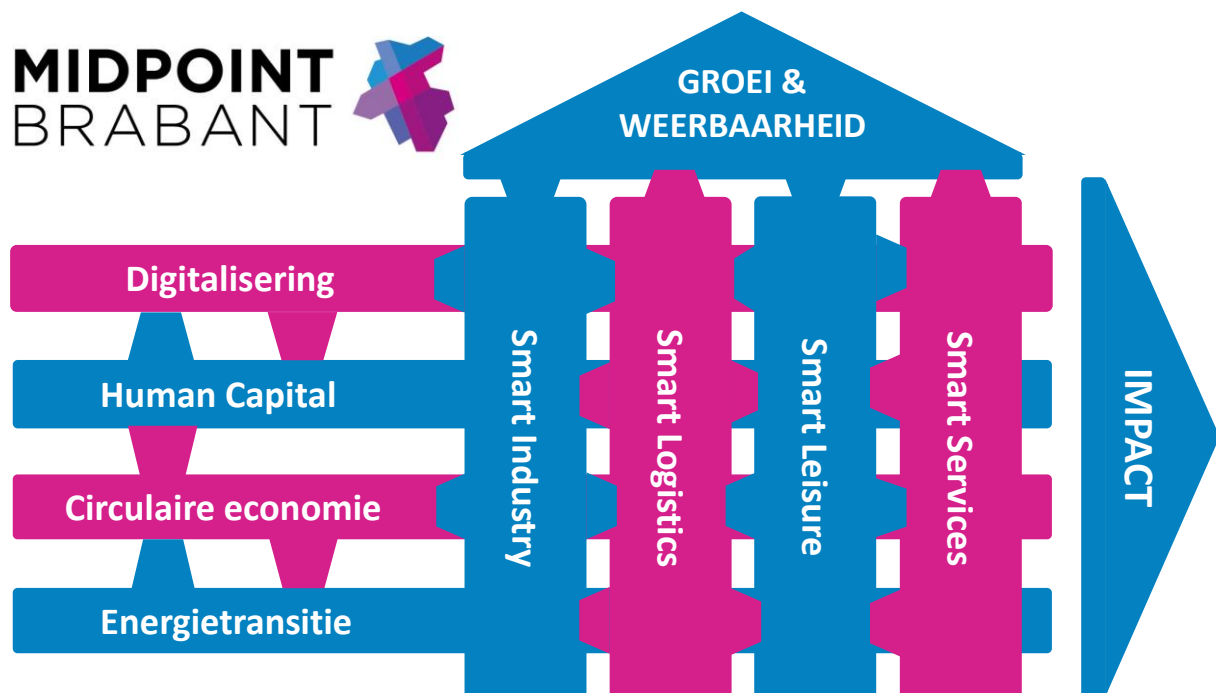 MIDPOINT
BRABANT
GROEI &
WEERBAARHEID
Digitalisering
Human Capital
Circulaire economie
Energietransitie
Smart Industry
Smart Logistics
Smart Leisure
Smart Services
IMPACT